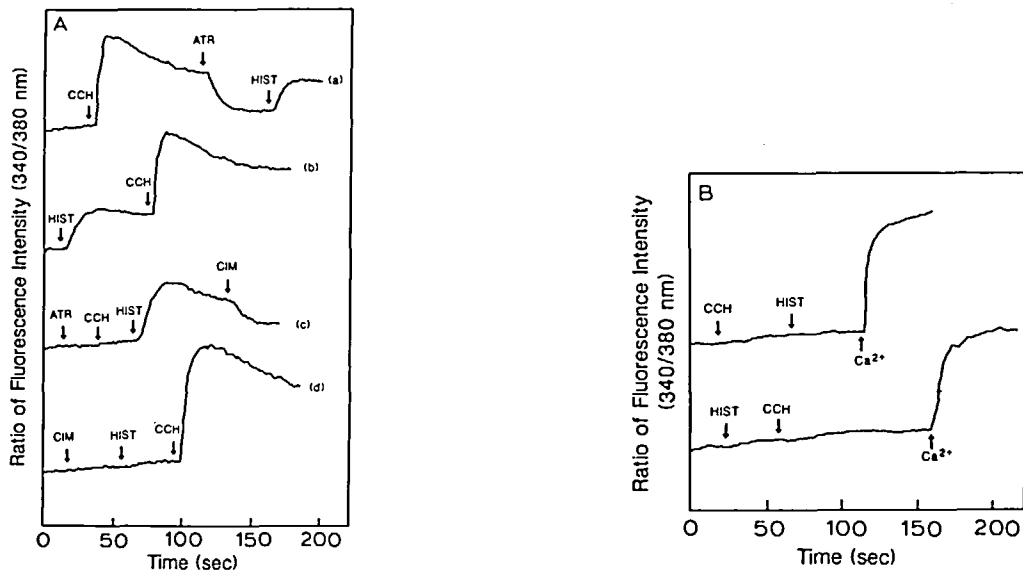 A
Ratio of Fluorescence Intensity (340/380 nm)
CCH
ATR
HIST
(a)
HIST
CCH
(b)
ATR
CCH
HIST
CIM
(c)
CIM
HIST
CCH
(d)
0 50 100 150 200
Time (sec)
B
Ratio of Fluorescence Intensity
(340/380 nm)
CCH
HIST
Ca²⁺
HIST
CCH
Ca²⁺
0 50 100 150 200
Time (sec)